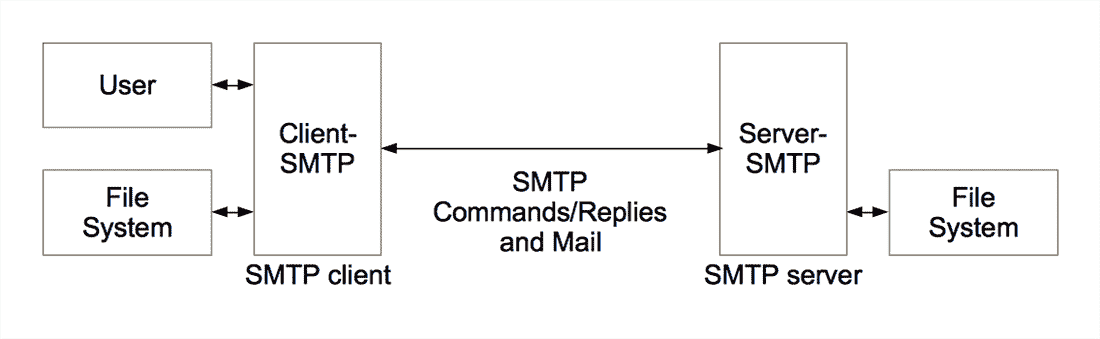 User
File
System
Client-
SMTP
SMTP client
SMTP
Commands/Replies
and Mail
Server-
SMTP
SMTP server
File
System